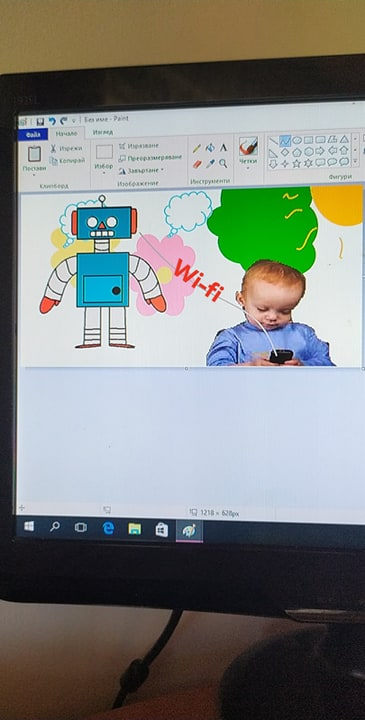 Без име - Paint
Файл
Начало
Изглед
Постави
Изрежи
Копирай
Клипборд
Избор
Изрязване
Преоразмеряване
Завъртане
Изображение
A
Инструменти
Четки
Фигури
Wi-fi
1218 × 628px